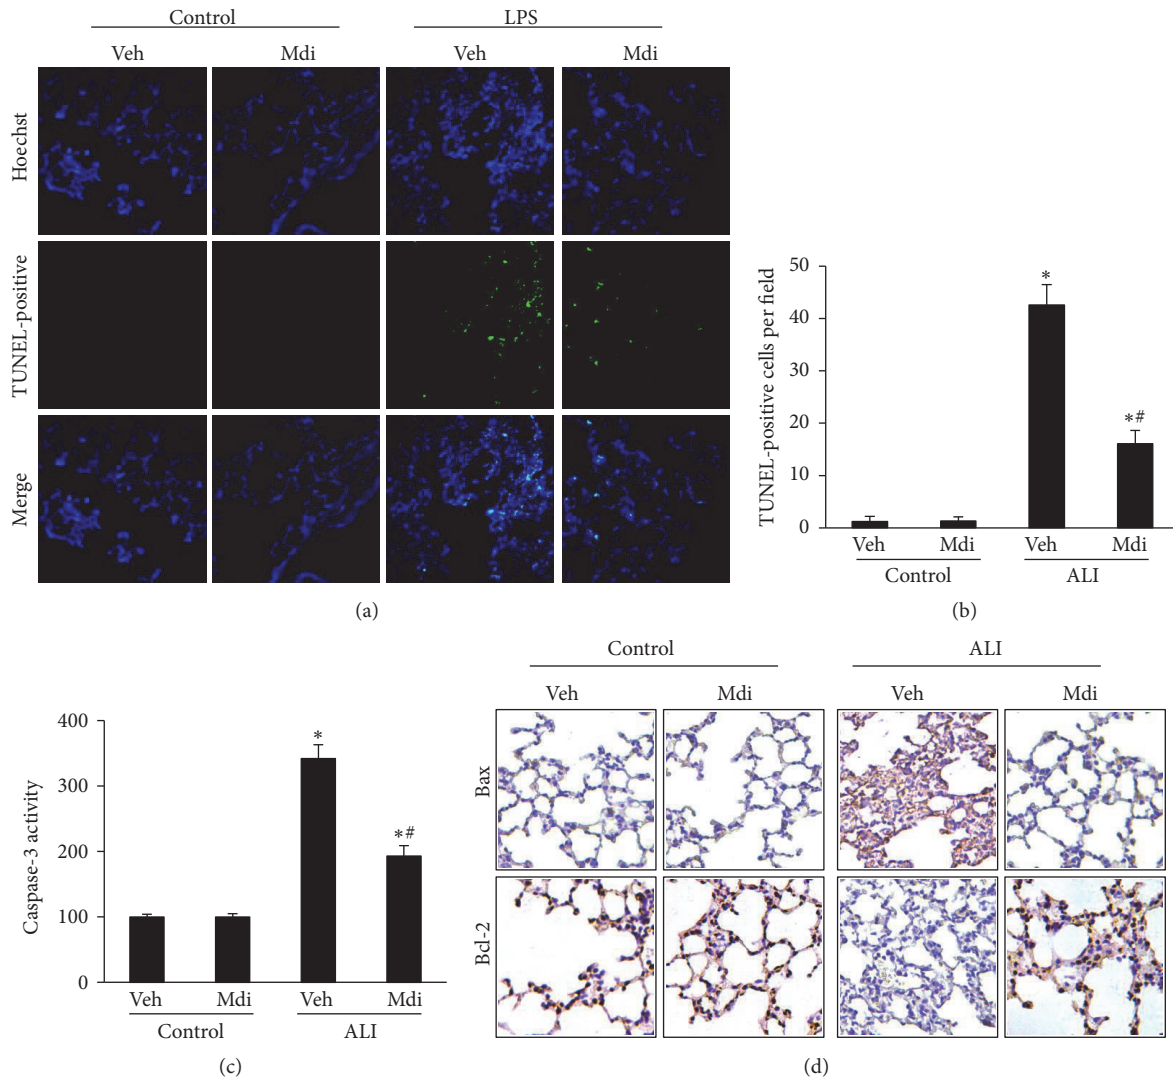 Control LPS
Veh Mdi Veh Mdi
Hoechst
TUNEL-positive
Merge
(a)
TUNEL-positive cells per field
50
40
30
20
10
0
*
*#
Veh Mdi Veh Mdi
Control ALI
(b)
Caspase-3 activity
400
300
200
100
0
*
*#
Veh Mdi Veh Mdi
Control ALI
(c)
Control ALI
Veh Mdi Veh Mdi
Bax
Bcl-2
(d)